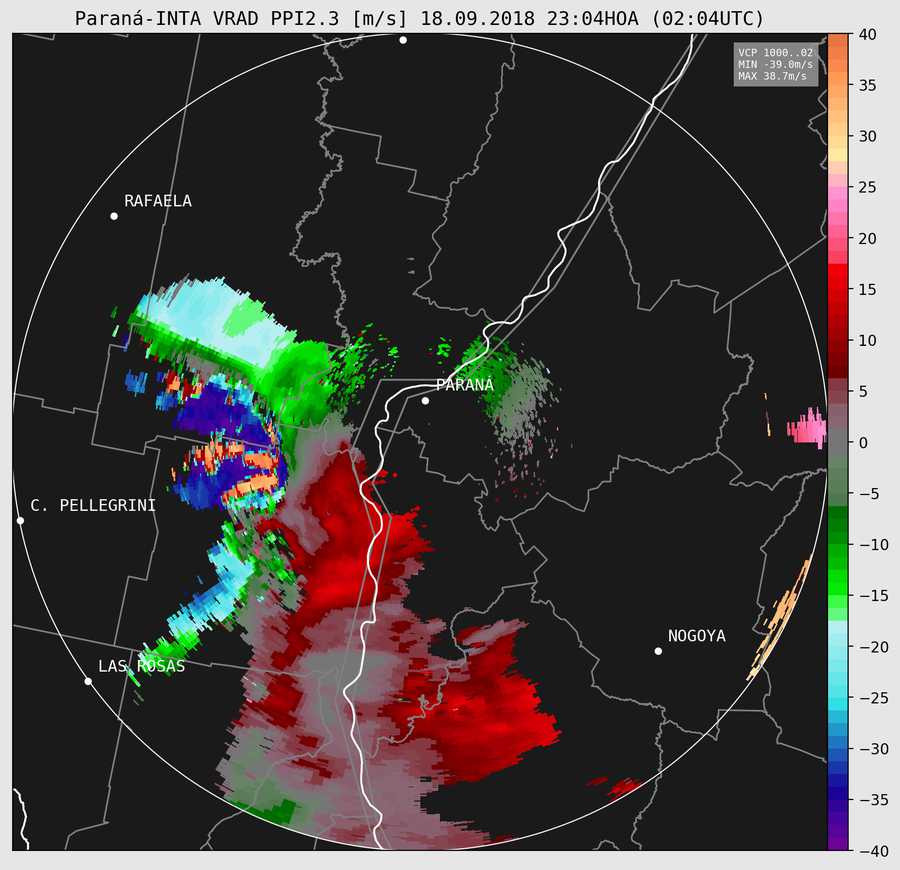 Paraná-INTA VRAD PPI2.3 [m/s] 18.09.2018 23:04HOA (02:04UTC)
VCP 1000..02
MIN -39.0m/s
MAX 38.7m/s
RAFAELA
PARANÁ
C. PELLEGRINI
NOGOYA
LAS ROSAS
40
35
30
25
20
15
10
5
0
−5
−10
−15
−20
−25
−30
−35
−40